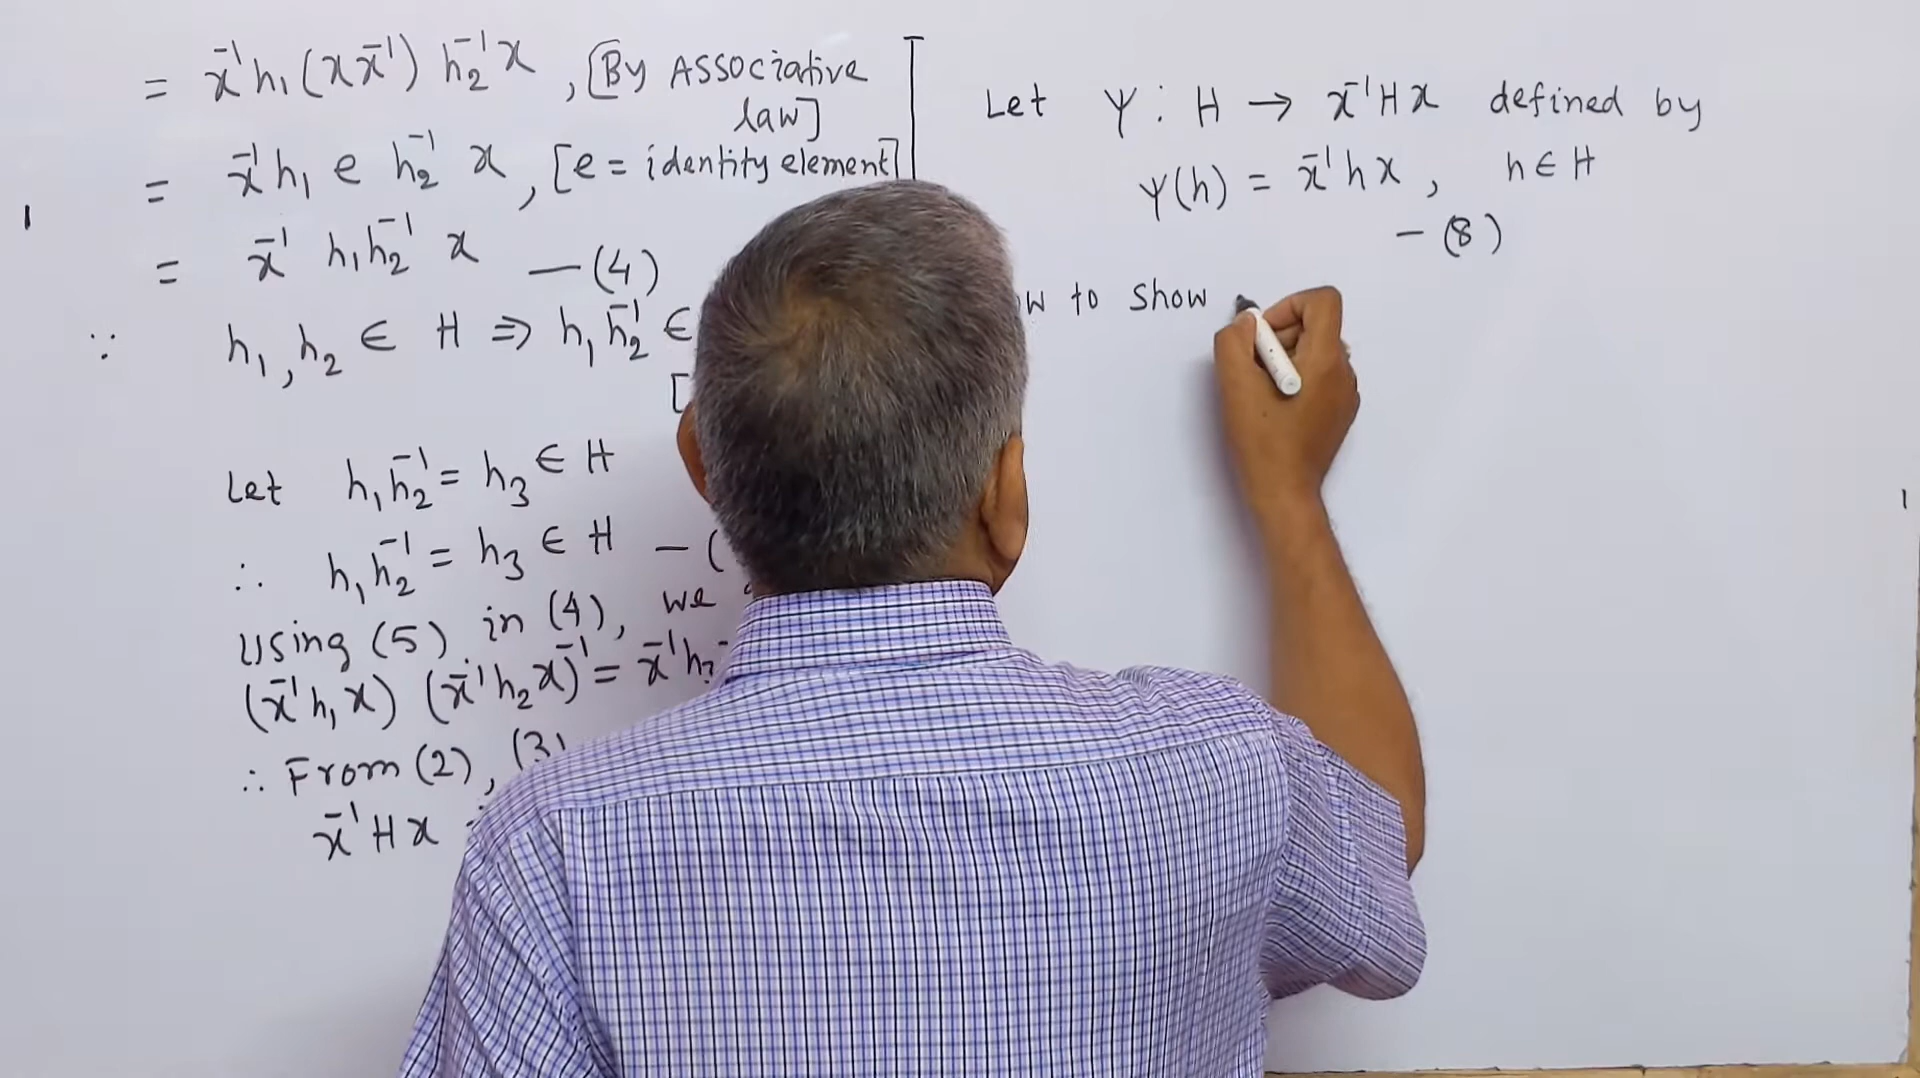 = x̄¹h₁(xx̄¹) h₂⁻¹x , [By Associative
law]
= x̄¹h₁ e h₂⁻¹ x , [e = identity element]
= x̄¹ h₁h₂⁻¹ x — (4)
∵ h₁, h₂ ∈ H ⇒ h₁h₂⁻¹ ∈
[
Let h₁h₂⁻¹ = h₃ ∈ H
∴ h₁h₂⁻¹ = h₃ ∈ H — (
Using (5) in (4), we
(x̄¹h₁x) (x̄¹h₂x)⁻¹ = x̄¹h₃
∴ From (2), (3)
x̄¹Hx
Let ψ : H → x̄¹Hx defined by
ψ(h) = x̄¹hx , h ∈ H
— (8)
to show